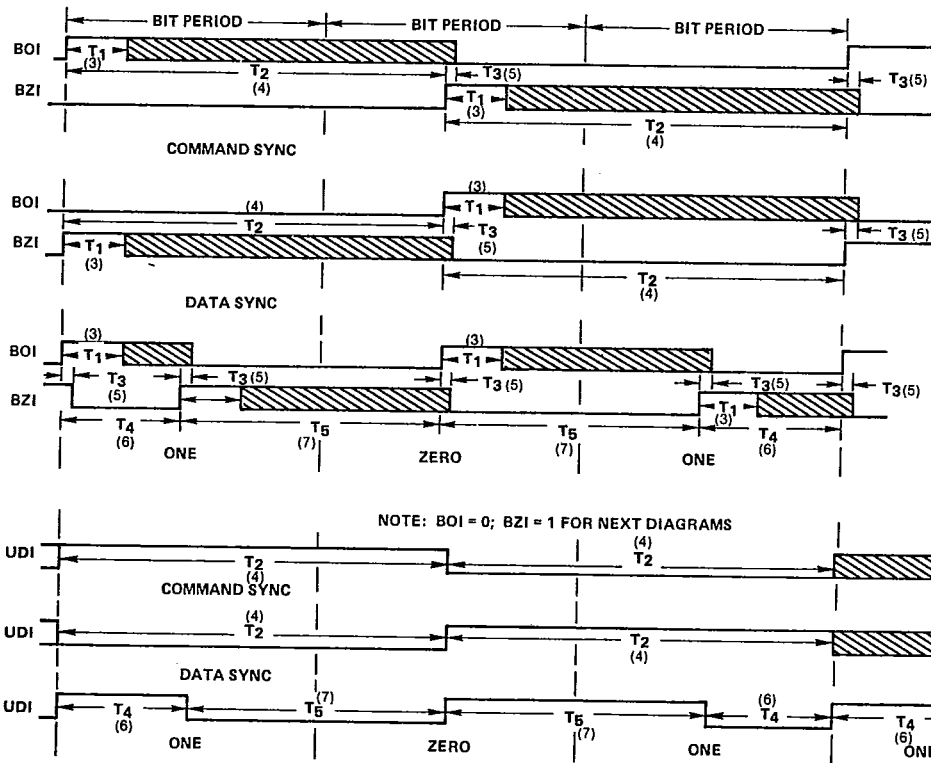 BIT PERIOD BIT PERIOD BIT PERIOD
BOI T1 (3) T2 (4) T3 (5)
BZI T1 (3) T2 (4) T3 (5)
COMMAND SYNC
BOI (4) T2 (3) T1 T3 (5)
BZI T1 (3) T3 (5) T2 (4)
DATA SYNC
BOI (3) T1 (3) T1
T3 (5) T3 (5) T3 (5) T3 (5) T3 (5)
BZI T1 (3)
T4 (6) T5 (7) T5 (7) T4 (6)
ONE ZERO ONE
NOTE: BOI = 0; BZI = 1 FOR NEXT DIAGRAMS
UDI T2 (4) (4) T2
COMMAND SYNC
UDI (4) T2 T2 (4)
DATA SYNC
UDI T4 (6) T5 (7) T5 (7) (6) T4 T4 (6)
ONE ZERO ONE ONE